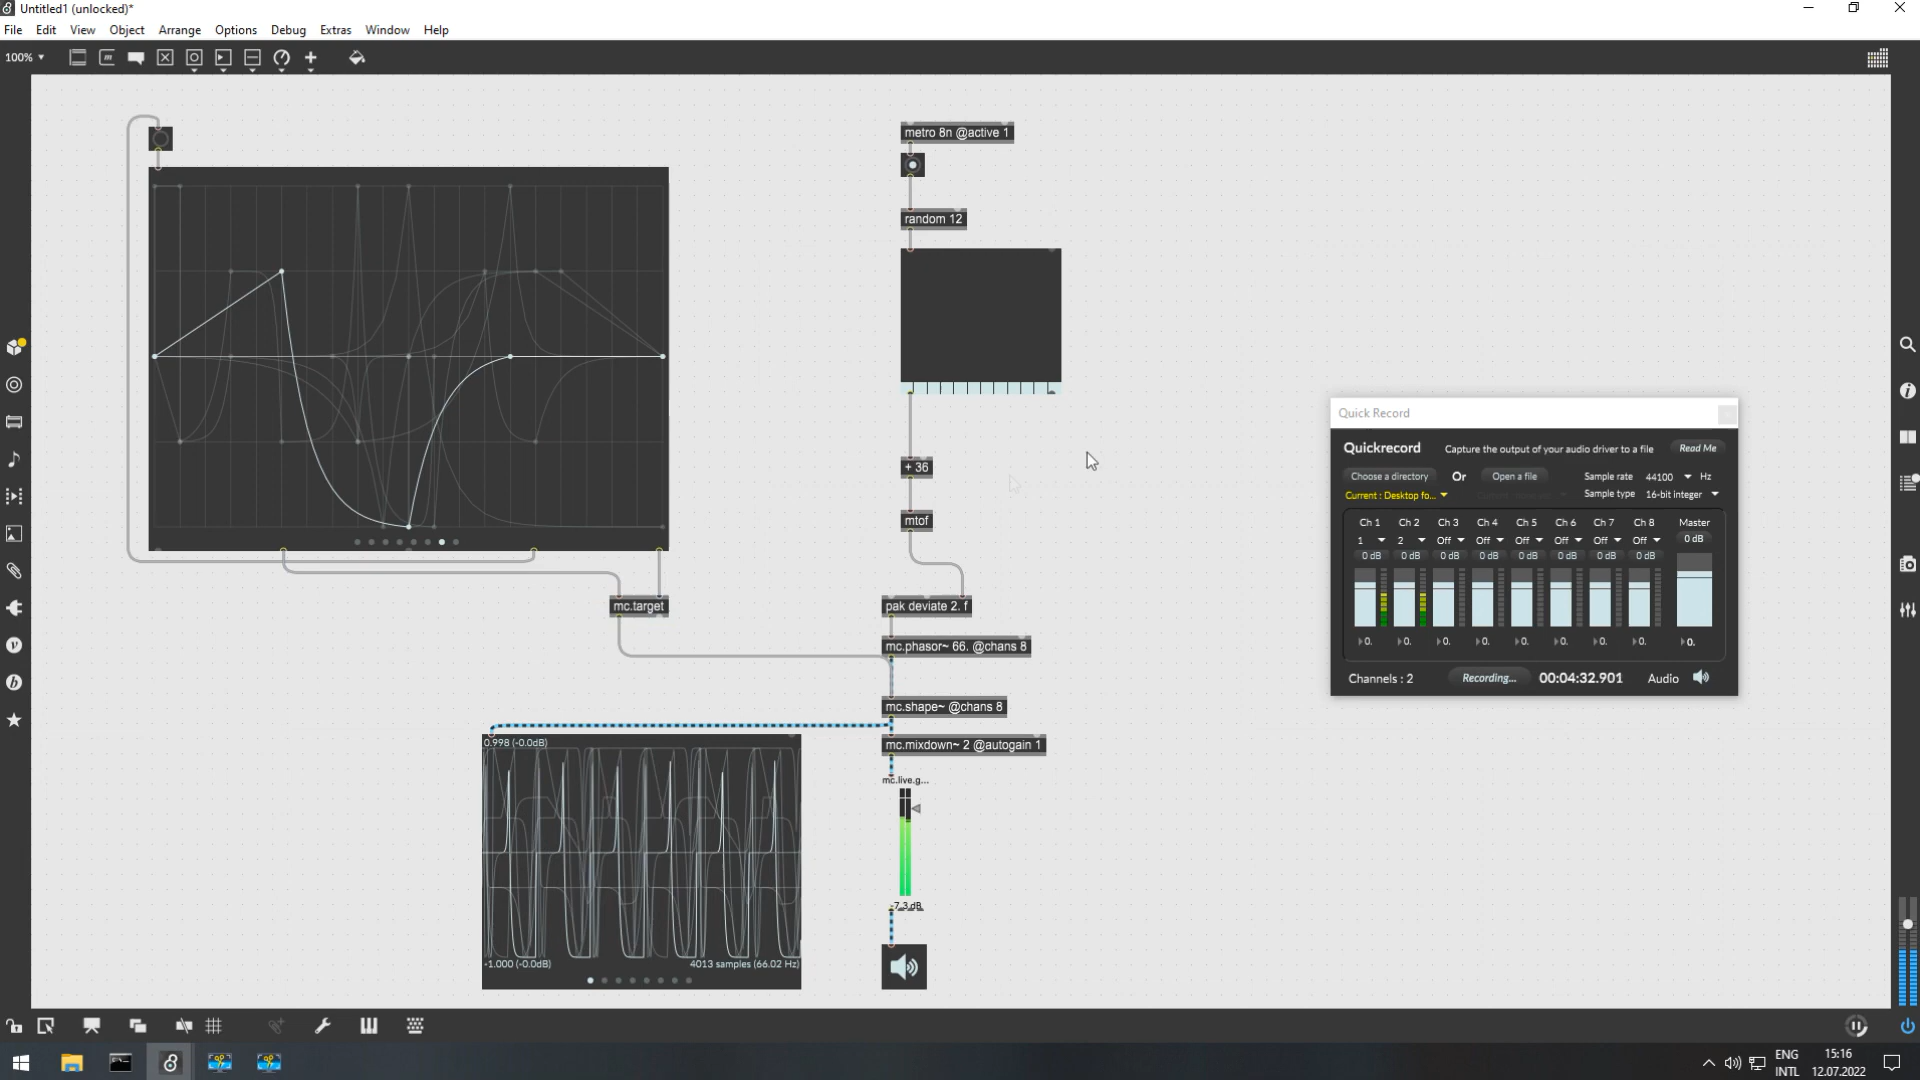 Untitled1 (unlocked)*
File Edit View Object Arrange Options Debug Extras Window Help
100%
metro 8n @active 1
random 12
+ 36
mtof
mc.target
pak deviate 2. f
mc.phasor~ 66. @chans 8
mc.shape~ @chans 8
mc.mixdown~ 2 @autogain 1
mc.live.g...
-7.3 dB
0.998 (-0.0dB)
-1.000 (-0.0dB) 4013 samples (66.02 Hz)
Quick Record
Quickrecord Capture the output of your audio driver to a file Read Me
Choose a directory Or Open a file Sample rate 44100 Hz
Current : Desktop fo... Sample type 16-bit integer
Ch 1 Ch 2 Ch 3 Ch 4 Ch 5 Ch 6 Ch 7 Ch 8 Master
1 2 Off Off Off Off Off Off 0 dB
0 dB 0 dB 0 dB 0 dB 0 dB 0 dB 0 dB 0 dB
0. 0. 0. 0. 0. 0. 0. 0. 0.
Channels : 2 Recording... 00:04:32.901 Audio
ENG 15:16
INTL 12.07.2022